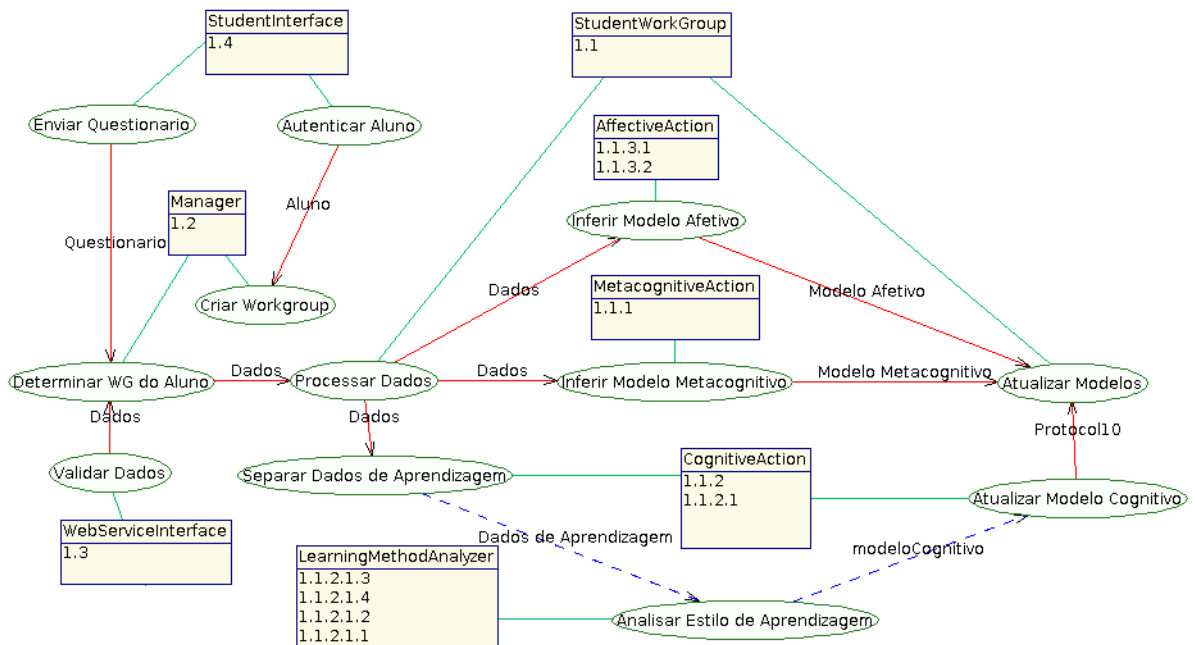 StudentInterface
1.4
StudentWorkGroup
1.1
Enviar Questionario
Autenticar Aluno
AffectiveAction
1.1.3.1
1.1.3.2
Manager
1.2
Aluno
Inferir Modelo Afetivo
Questionario
Dados
MetacognitiveAction
1.1.1
Modelo Afetivo
Criar Workgroup
Determinar WG do Aluno
Dados
Processar Dados
Dados
Inferir Modelo Metacognitivo
Modelo Metacognitivo
Atualizar Modelos
Dados
Dados
Protocol10
Validar Dados
Separar Dados de Aprendizagem
CognitiveAction
1.1.2
1.1.2.1
Atualizar Modelo Cognitivo
WebServiceInterface
1.3
Dados de Aprendizagem
modeloCognitivo
LearningMethodAnalyzer
1.1.2.1.3
1.1.2.1.4
1.1.2.1.2
1.1.2.1.1
Analisar Estilo de Aprendizagem